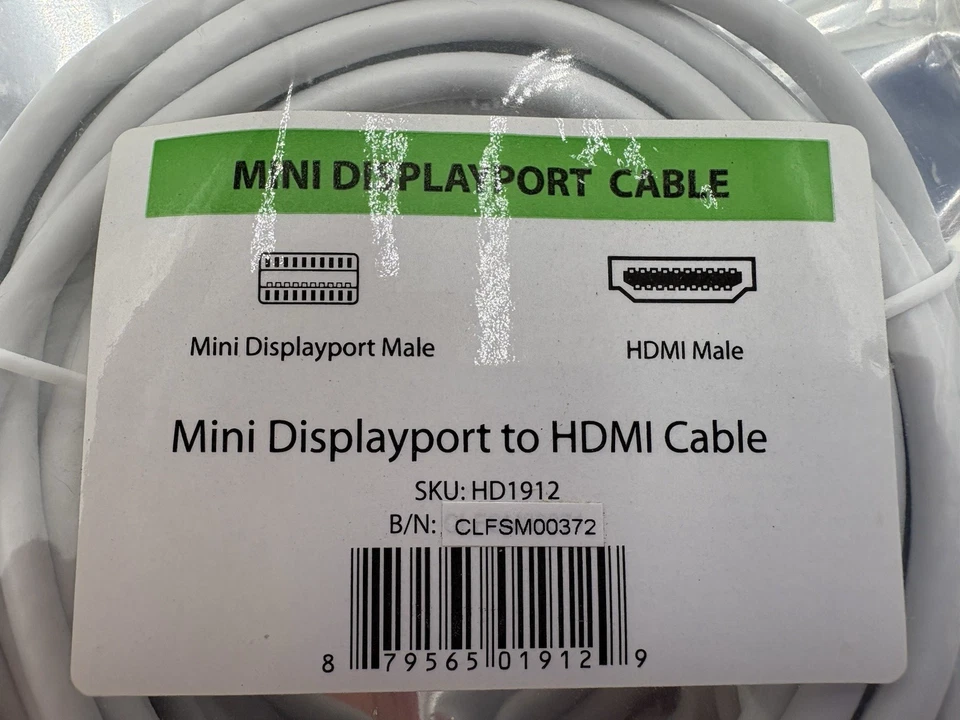 MINI DISPLAYPORT CABLE
Mini Displayport Male
HDMI Male
Mini Displayport to HDMI Cable
SKU: HD1912
B/N: CLFSM00372
8 79565 01912 9